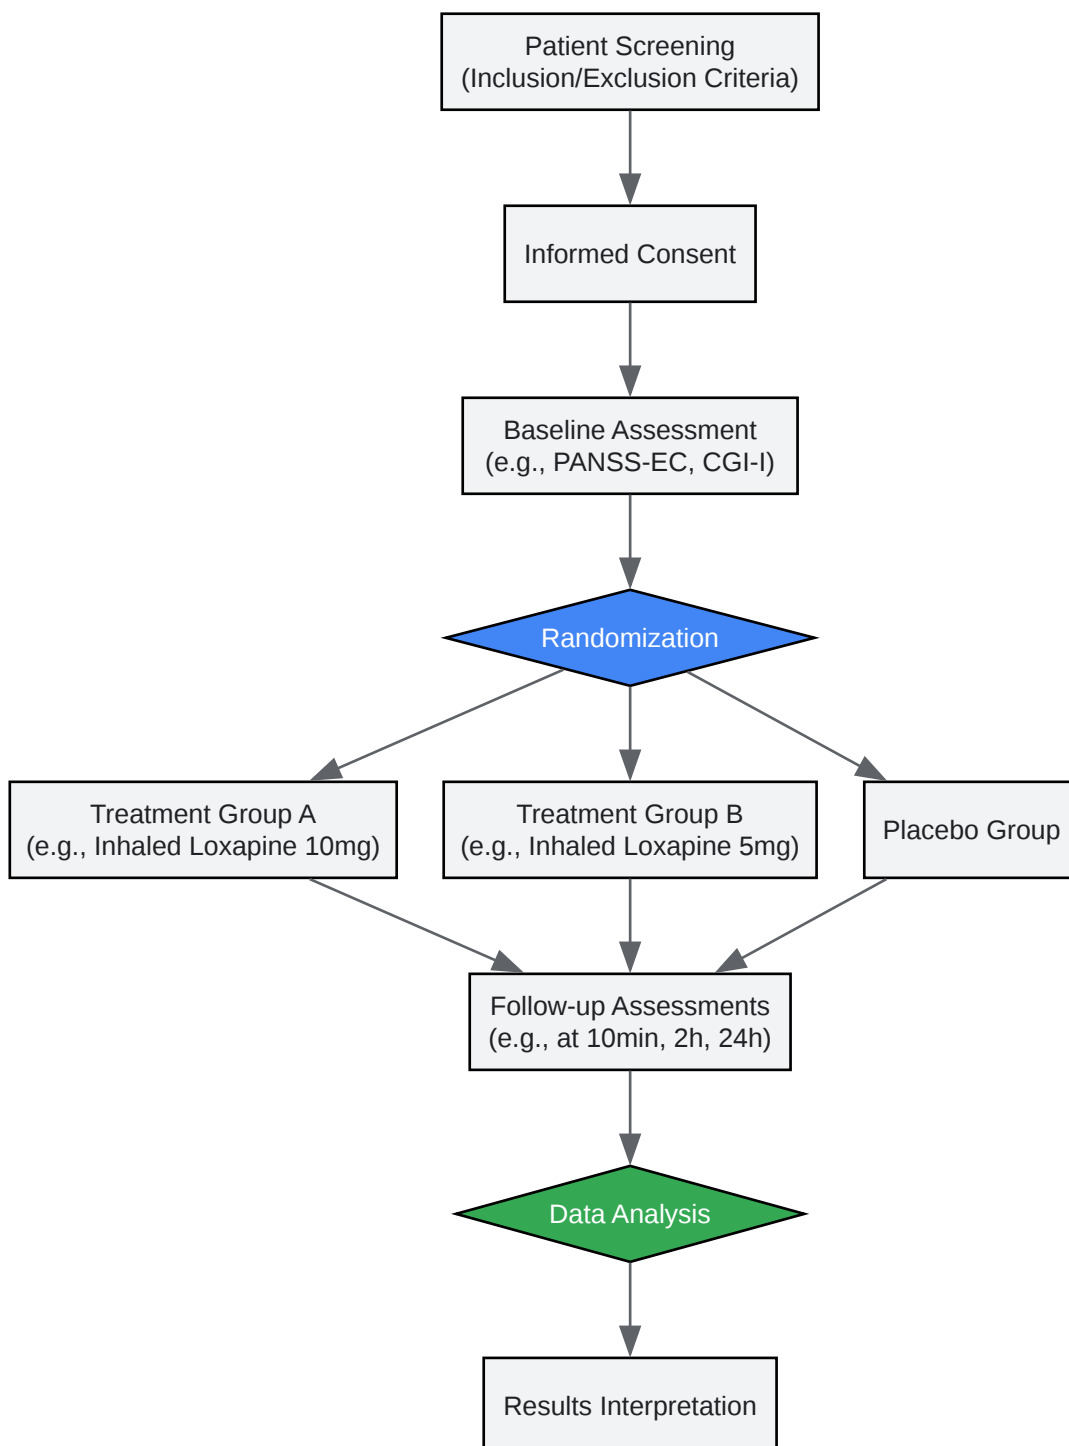 Patient Screening
(Inclusion/Exclusion Criteria)
Informed Consent
Baseline Assessment
(e.g., PANSS-EC, CGI-I)
Randomization
Treatment Group A
(e.g., Inhaled Loxapine 10mg)
Treatment Group B
(e.g., Inhaled Loxapine 5mg)
Placebo Group
Follow-up Assessments
(e.g., at 10min, 2h, 24h)
Data Analysis
Results Interpretation